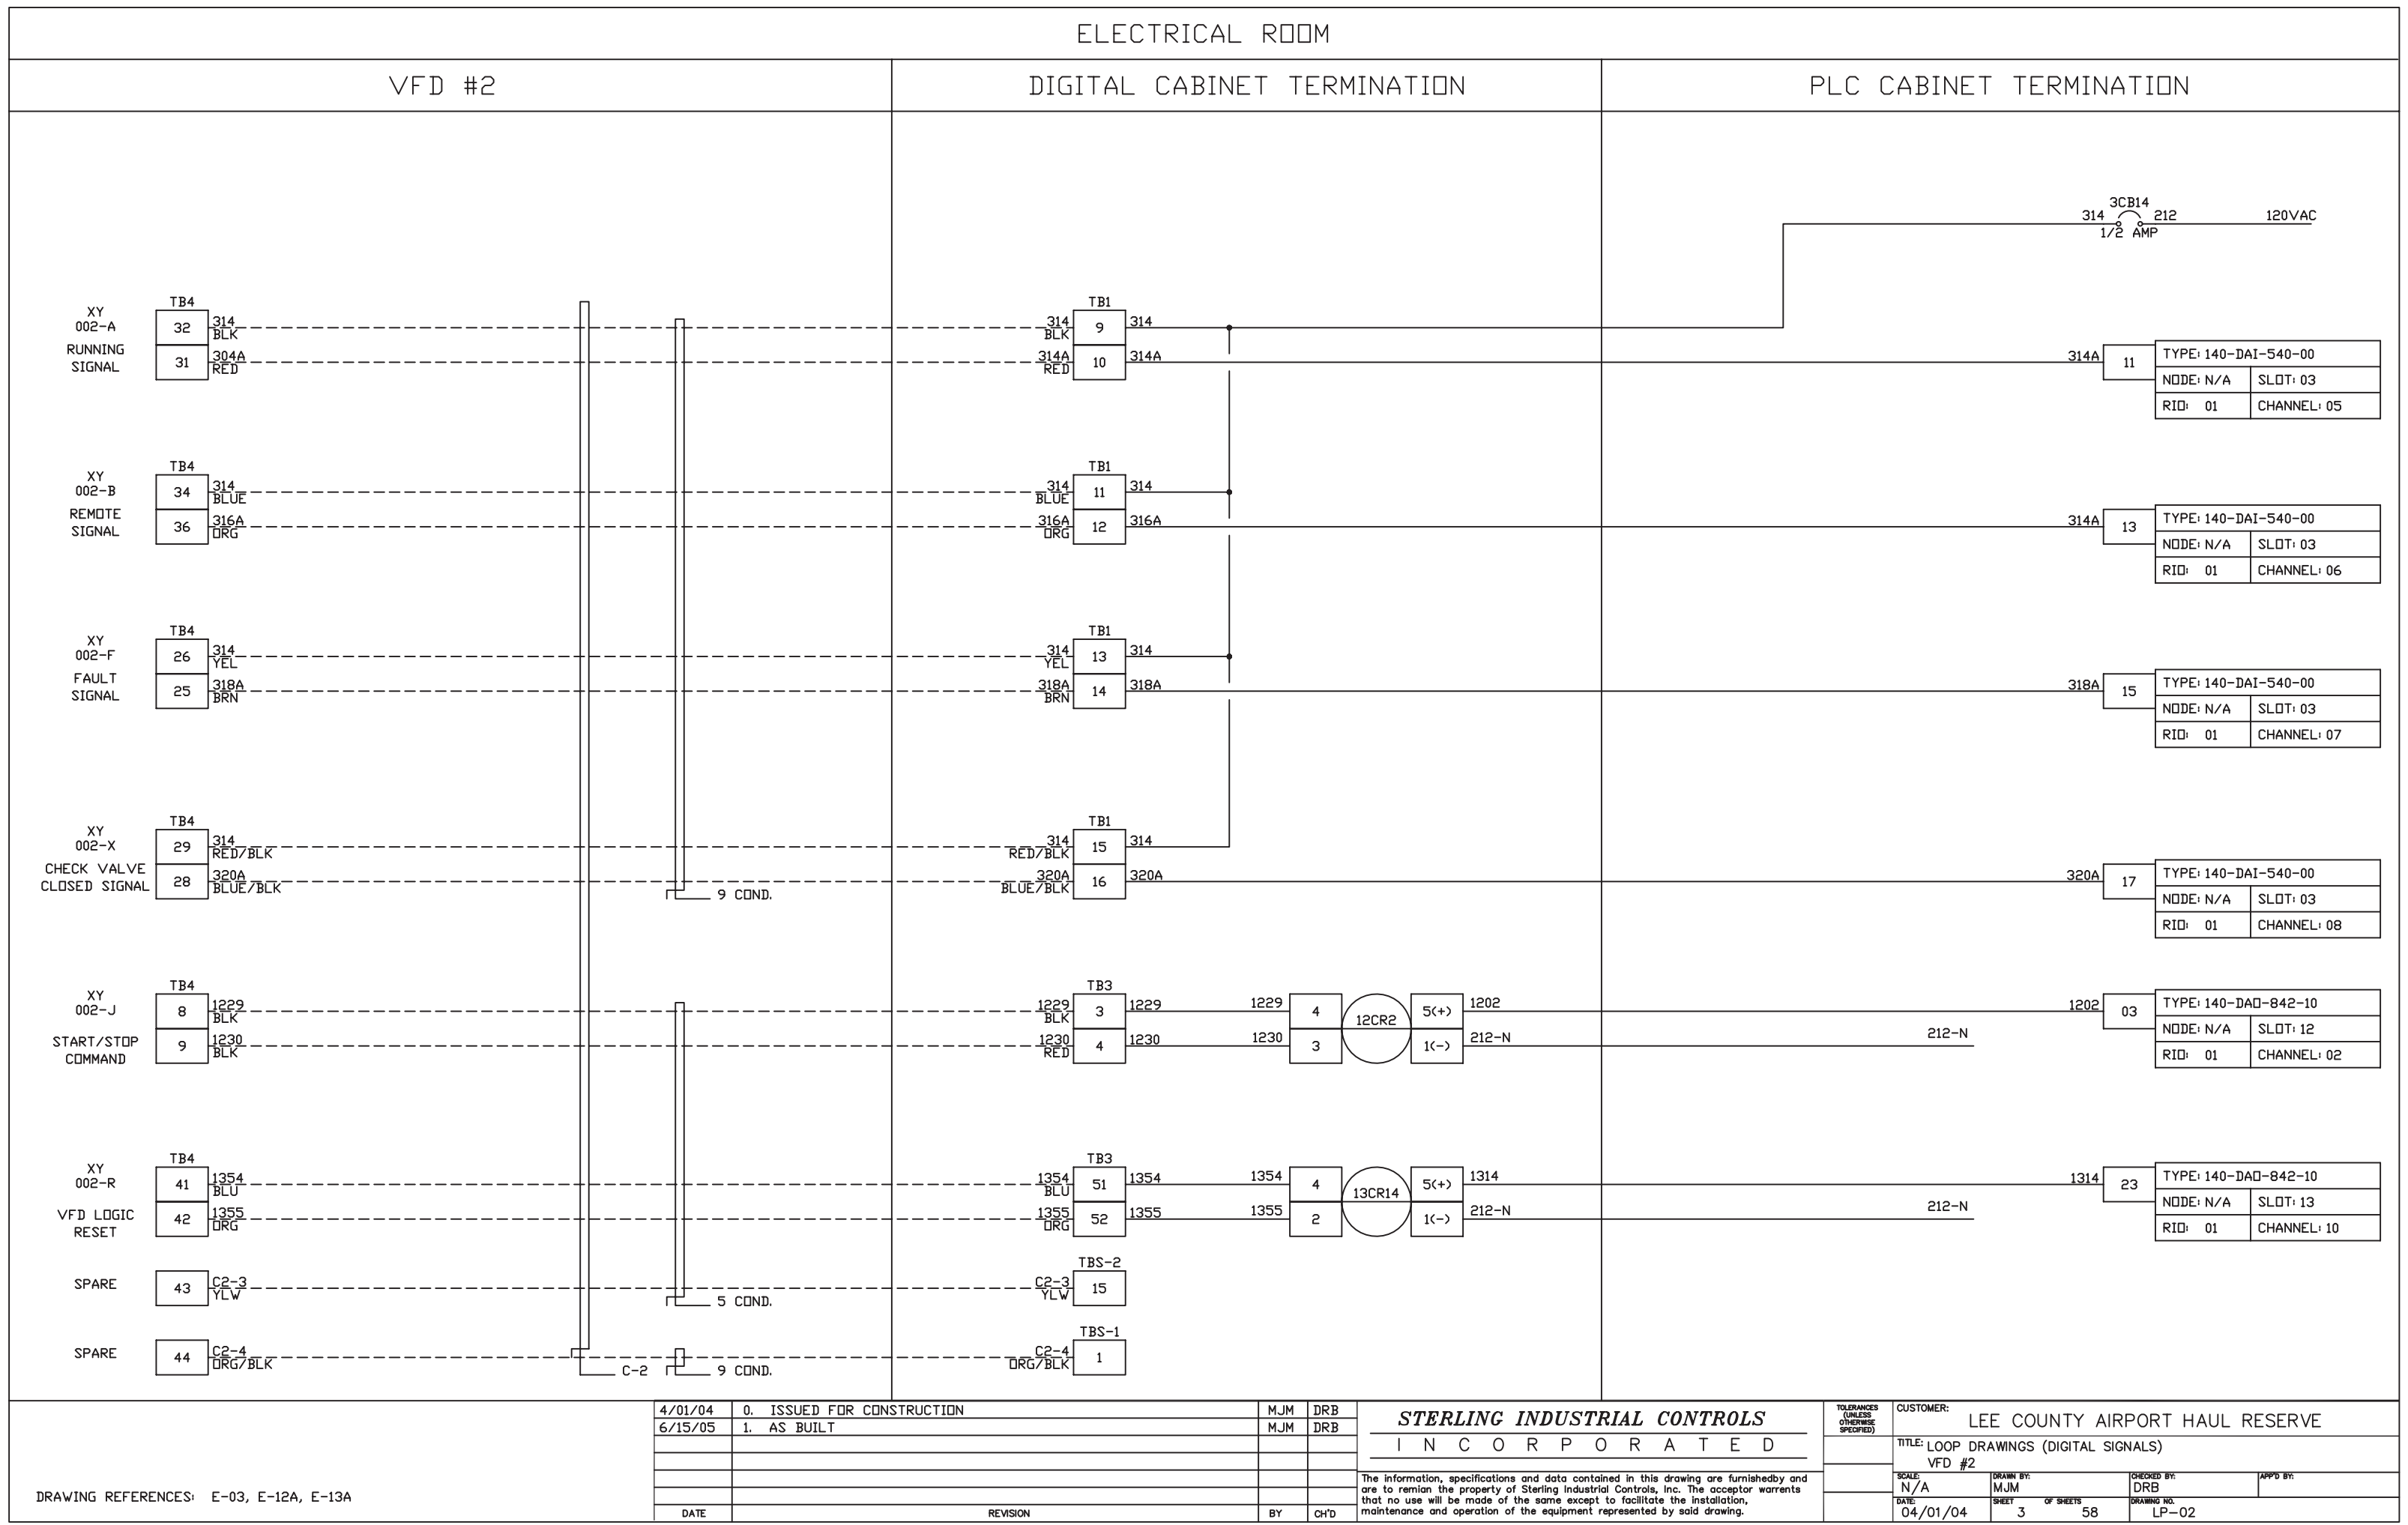 ELECTRICAL ROOM
VFD #2
DIGITAL CABINET TERMINATION
PLC CABINET TERMINATION
3CB14
314 212 120VAC
1/2 AMP
XY
002-A
RUNNING
SIGNAL
TB4
32 314
BLK
31 304A
RED
TB1
314 9 314
BLK
314A 10 314A
RED
314A 11
TYPE: 140-DAI-540-00
NODE: N/A SLOT: 03
RIO: 01 CHANNEL: 05
XY
002-B
REMOTE
SIGNAL
TB4
34 314
BLUE
36 316A
ORG
TB1
314 11 314
BLUE
316A 12 316A
ORG
314A 13
TYPE: 140-DAI-540-00
NODE: N/A SLOT: 03
RIO: 01 CHANNEL: 06
XY
002-F
FAULT
SIGNAL
TB4
26 314
YEL
25 318A
BRN
TB1
314 13 314
YEL
318A 14 318A
BRN
318A 15
TYPE: 140-DAI-540-00
NODE: N/A SLOT: 03
RIO: 01 CHANNEL: 07
XY
002-X
CHECK VALVE
CLOSED SIGNAL
TB4
29 314
RED/BLK
28 320A
BLUE/BLK
9 COND.
TB1
314 15 314
RED/BLK
320A 16 320A
BLUE/BLK
320A 17
TYPE: 140-DAI-540-00
NODE: N/A SLOT: 03
RIO: 01 CHANNEL: 08
XY
002-J
START/STOP
COMMAND
TB4
8 1229
BLK
9 1230
BLK
TB3
1229 3 1229
BLK
1230 4 1230
RED
1229 4 12CR2 5(+) 1202
1230 3 1(-) 212-N
212-N
1202 03
TYPE: 140-DAO-842-10
NODE: N/A SLOT: 12
RIO: 01 CHANNEL: 02
XY
002-R
VFD LOGIC
RESET
TB4
41 1354
BLU
42 1355
ORG
TB3
1354 51 1354
BLU
1355 52 1355
ORG
1354 4 13CR14 5(+) 1314
1355 2 1(-) 212-N
212-N
1314 23
TYPE: 140-DAO-842-10
NODE: N/A SLOT: 13
RIO: 01 CHANNEL: 10
SPARE 43 C2-3
YLW
5 COND.
TBS-2
C2-3 15
YLW
SPARE 44 C2-4
ORG/BLK
C-2 9 COND.
TBS-1
C2-4 1
ORG/BLK
DRAWING REFERENCES: E-03, E-12A, E-13A
4/01/04 0. ISSUED FOR CONSTRUCTION MJM DRB
6/15/05 1. AS BUILT MJM DRB
DATE REVISION BY CH'D
STERLING INDUSTRIAL CONTROLS
INCORPORATED
The information, specifications and data contained in this drawing are furnishedby and
are to remian the property of Sterling Industrial Controls, Inc. The acceptor warrents
that no use will be made of the same except to facilitate the installation,
maintenance and operation of the equipment represented by said drawing.
TOLERANCES
(UNLESS
OTHERWISE
SPECIFIED)
CUSTOMER:
LEE COUNTY AIRPORT HAUL RESERVE
TITLE: LOOP DRAWINGS (DIGITAL SIGNALS)
VFD #2
SCALE: N/A
DRAWN BY: MJM
CHECKED BY: DRB
APP'D BY:
DATE: 04/01/04
SHEET 3 OF SHEETS 58
DRAWING NO. LP-02